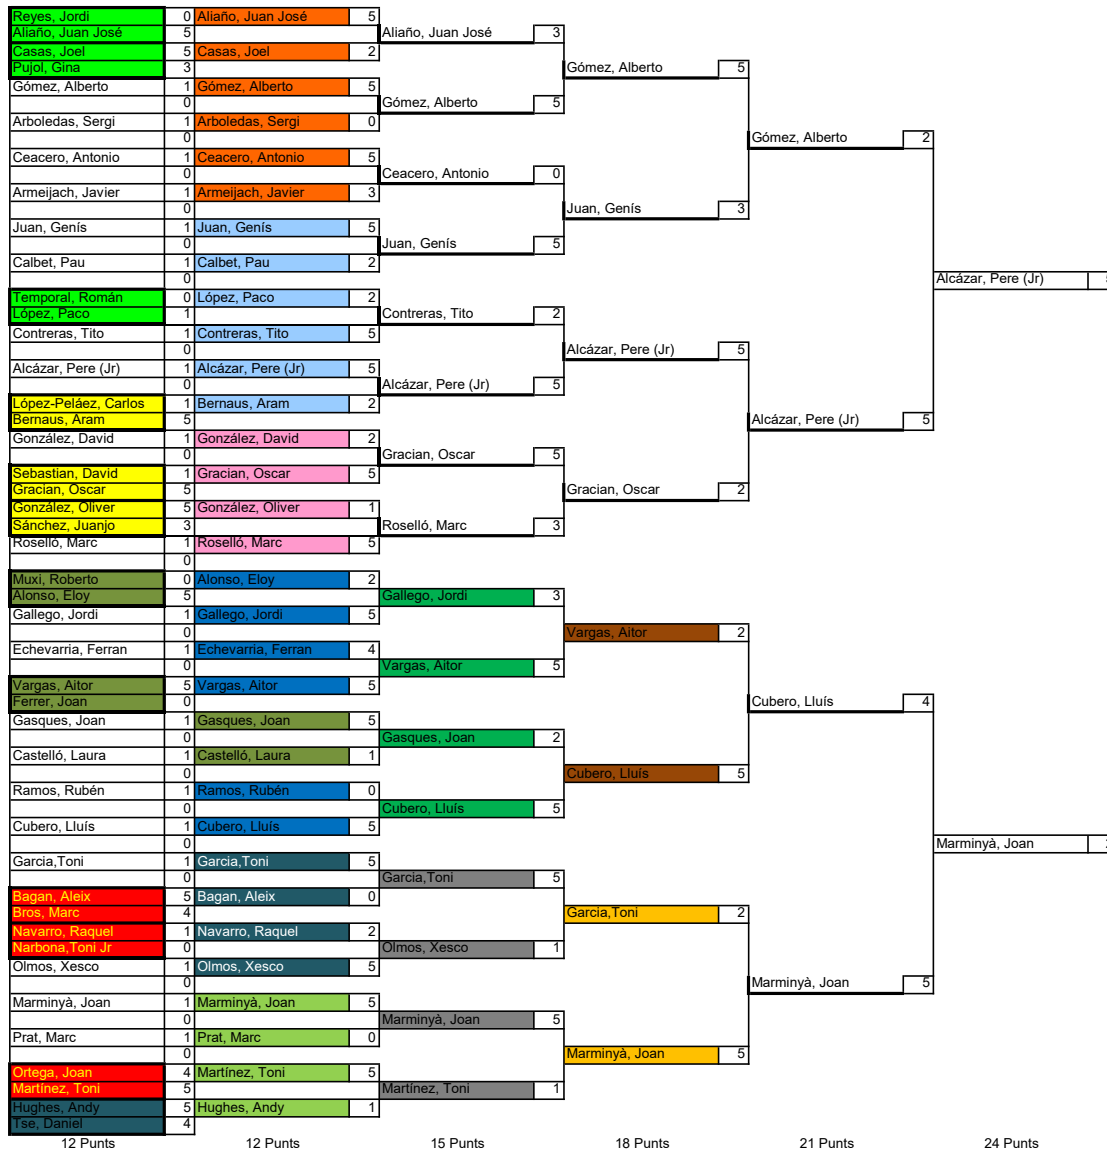 Reyes, Jordi 0 Aliaño, Juan José 5
Aliaño, Juan José 5 Aliaño, Juan José 3
Casas, Joel 5 Casas, Joel 2
Pujol, Gina 3 Gómez, Alberto 5
Gómez, Alberto 1 Gómez, Alberto 5
0 Gómez, Alberto 5
Arboledas, Sergi 1 Arboledas, Sergi 0
0 Gómez, Alberto 2
Ceacero, Antonio 1 Ceacero, Antonio 5
0 Ceacero, Antonio 0
Armeijach, Javier 1 Armeijach, Javier 3
0 Juan, Genís 3
Juan, Genís 1 Juan, Genís 5
0 Juan, Genís 5
Calbet, Pau 1 Calbet, Pau 2
0 Alcázar, Pere (Jr)
Temporal, Román 0 López, Paco 2
López, Paco 1 Contreras, Tito 2
Contreras, Tito 1 Contreras, Tito 5
0 Alcázar, Pere (Jr) 5
Alcázar, Pere (Jr) 1 Alcázar, Pere (Jr) 5
0 Alcázar, Pere (Jr) 5
López-Peláez, Carlos 1 Bernaus, Aram 2
Bernaus, Aram 5 Alcázar, Pere (Jr) 5
González, David 1 González, David 2
0 Gracian, Oscar 5
Sebastian, David 1 Gracian, Oscar 5
Gracian, Oscar 5 Gracian, Oscar 2
González, Oliver 5 González, Oliver 1
Sánchez, Juanjo 3 Roselló, Marc 3
Roselló, Marc 1 Roselló, Marc 5
0
Muxi, Roberto 0 Alonso, Eloy 2
Alonso, Eloy 5 Gallego, Jordi 3
Gallego, Jordi 1 Gallego, Jordi 5
0 Vargas, Aitor 2
Echevarria, Ferran 1 Echevarria, Ferran 4
0 Vargas, Aitor 5
Vargas, Aitor 5 Vargas, Aitor 5
Ferrer, Joan 0 Cubero, Lluís 4
Gasques, Joan 1 Gasques, Joan 5
0 Gasques, Joan 2
Castelló, Laura 1 Castelló, Laura 1
0 Cubero, Lluís 5
Ramos, Rubén 1 Ramos, Rubén 0
0 Cubero, Lluís 5
Cubero, Lluís 1 Cubero, Lluís 5
0 Marminyà, Joan
Garcia,Toni 1 Garcia,Toni 5
0 Garcia,Toni 5
Bagan, Aleix 5 Bagan, Aleix 0
Bros, Marc 4 Garcia,Toni 2
Navarro, Raquel 1 Navarro, Raquel 2
Narbona,Toni Jr 0 Olmos, Xesco 1
Olmos, Xesco 1 Olmos, Xesco 5
0 Marminyà, Joan 5
Marminyà, Joan 1 Marminyà, Joan 5
0 Marminyà, Joan 5
Prat, Marc 1 Prat, Marc 0
0 Marminyà, Joan 5
Ortega, Joan 4 Martínez, Toni 5
Martínez, Toni 5 Martínez, Toni 1
Hughes, Andy 5 Hughes, Andy 1
Tse, Daniel 4
12 Punts 12 Punts 15 Punts 18 Punts 21 Punts 24 Punts